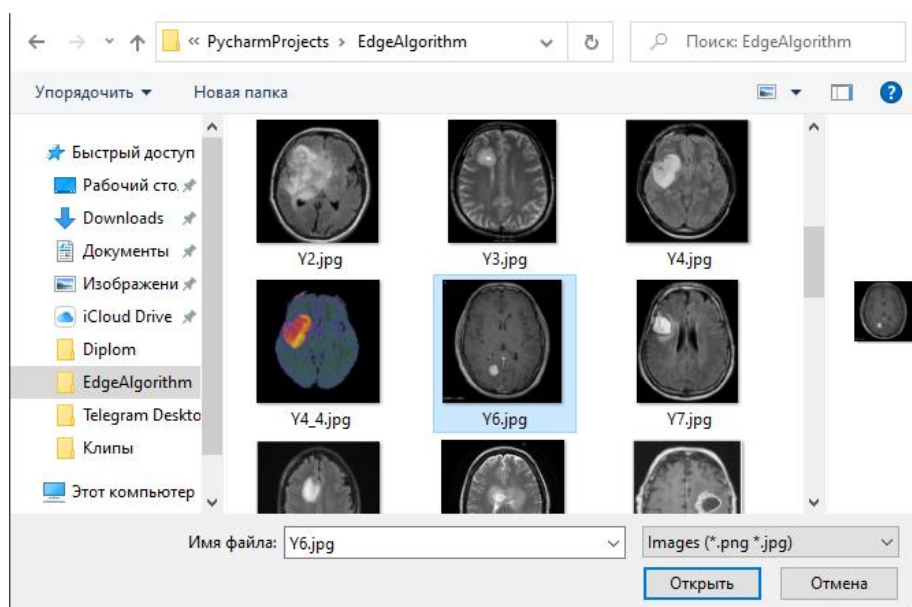 « PycharmProjects › EdgeAlgorithm
Поиск: EdgeAlgorithm
Упорядочить
Новая папка
?
Быстрый доступ
Рабочий сто.
Downloads
Документы
Изображени
iCloud Drive
Diplom
EdgeAlgorithm
Telegram Deskto
Клипы
Этот компьютер
Y2.jpg
Y3.jpg
Y4.jpg
Y4_4.jpg
Y6.jpg
Y7.jpg
Имя файла:
Y6.jpg
Images (*.png *.jpg)
Открыть
Отмена